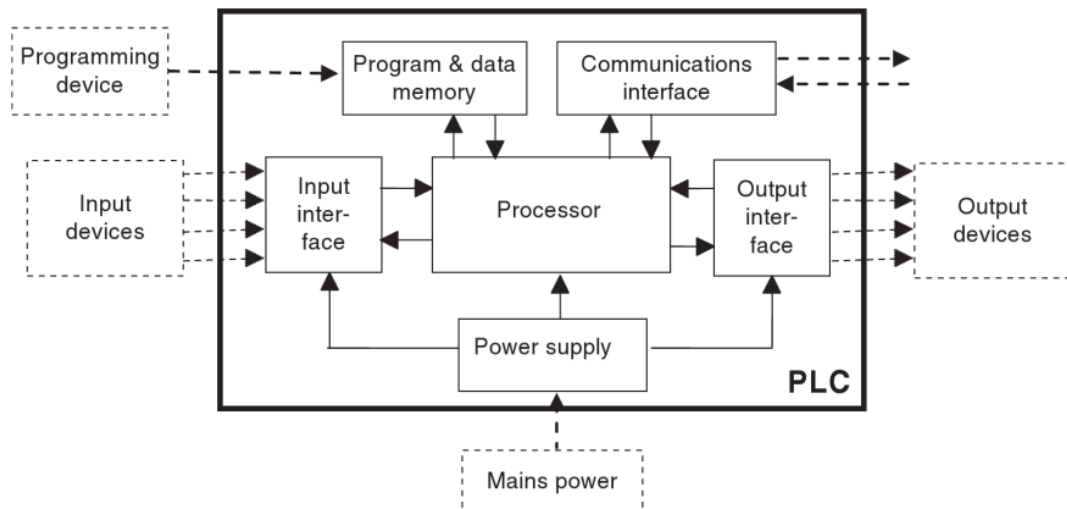 Programming
device
Program & data
memory
Communications
interface
Input
devices
Input
inter-
face
Processor
Output
inter-
face
Output
devices
Power supply
PLC
Mains power